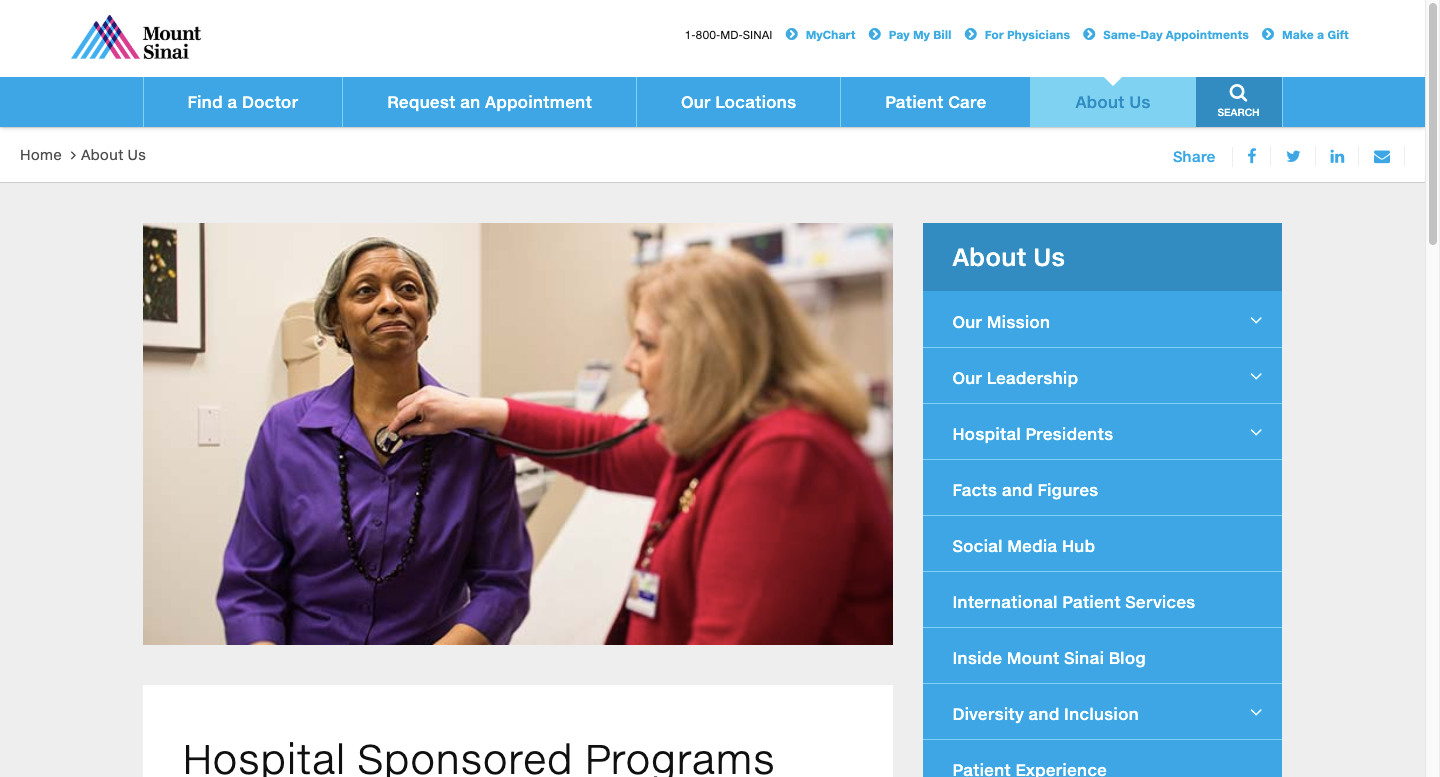 Mount
Sinai
1-800-MD-SINAI MyChart Pay My Bill For Physicians Same-Day Appointments Make a Gift
Find a Doctor Request an Appointment Our Locations Patient Care About Us SEARCH
Home > About Us Share
About Us
Our Mission
Our Leadership
Hospital Presidents
Facts and Figures
Social Media Hub
International Patient Services
Inside Mount Sinai Blog
Diversity and Inclusion
Patient Experience
Hospital Sponsored Programs